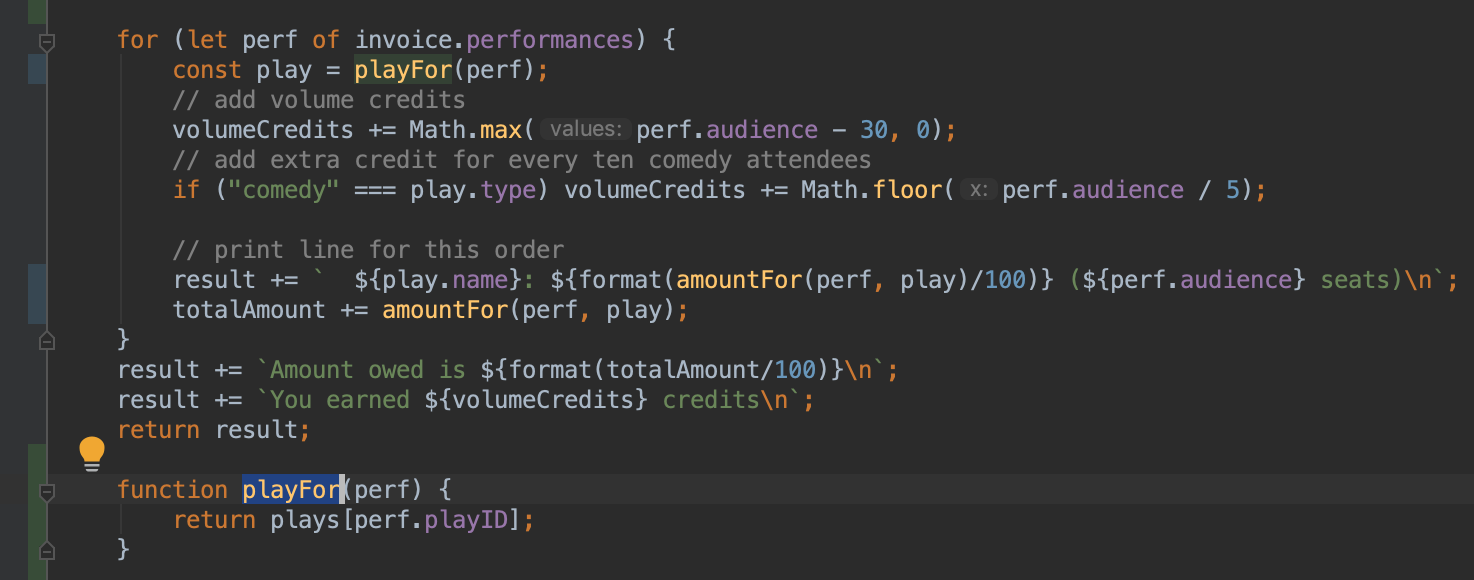 for (let perf of invoice.performances) {
const play = playFor(perf);
// add volume credits
volumeCredits += Math.max( values: perf.audience - 30, 0);
// add extra credit for every ten comedy attendees
if ("comedy" === play.type) volumeCredits += Math.floor( x: perf.audience / 5);
// print line for this order
result += `  ${play.name}: ${format(amountFor(perf, play)/100)} (${perf.audience} seats)\n`;
totalAmount += amountFor(perf, play);
}
result += `Amount owed is ${format(totalAmount/100)}\n`;
result += `You earned ${volumeCredits} credits\n`;
return result;
function playFor(perf) {
return plays[perf.playID];
}